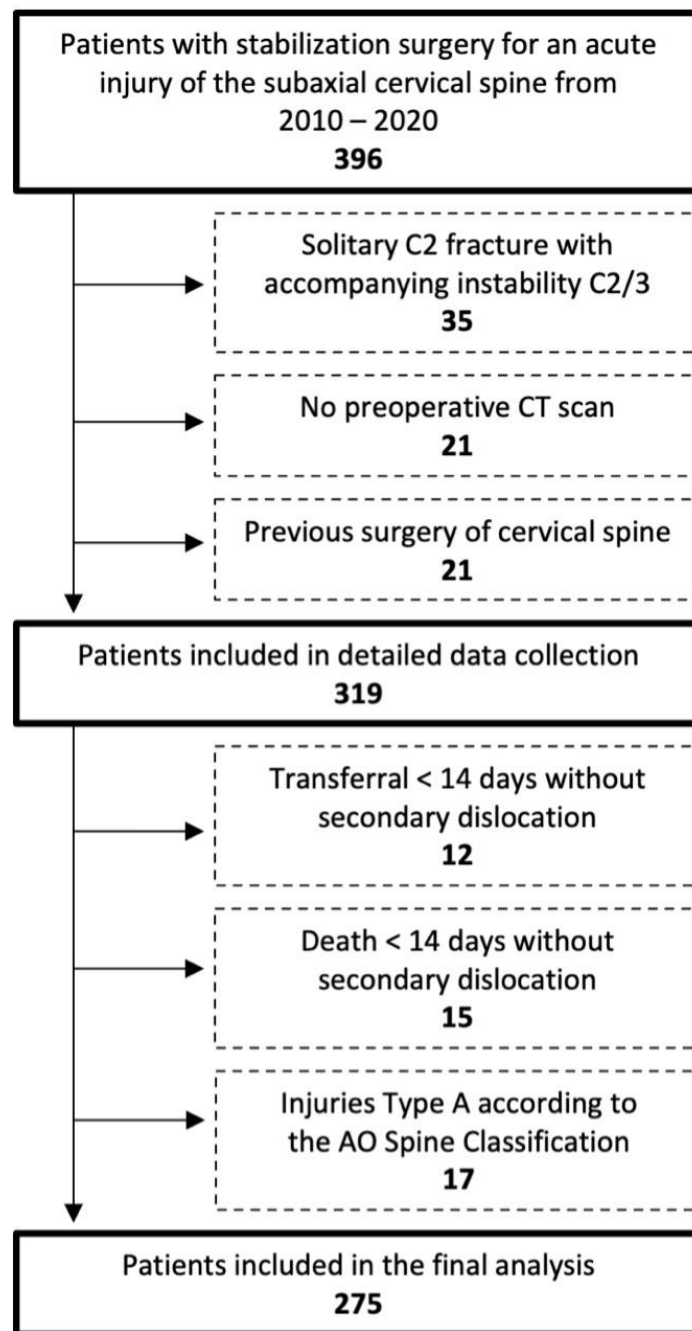 Patients with stabilization surgery for an acute
injury of the subaxial cervical spine from
2010 – 2020
396
Solitary C2 fracture with
accompanying instability C2/3
35
No preoperative CT scan
21
Previous surgery of cervical spine
21
Patients included in detailed data collection
319
Transferral < 14 days without
secondary dislocation
12
Death < 14 days without
secondary dislocation
15
Injuries Type A according to
the AO Spine Classification
17
Patients included in the final analysis
275